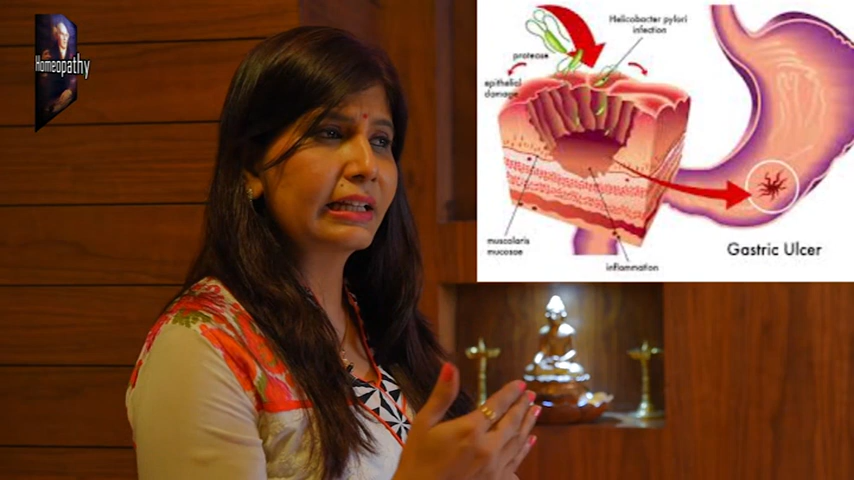 Homeopathy
Helicobacter pylori
infection
protease
epithelial
damage
muscularis
mucosae
inflammation
Gastric Ulcer